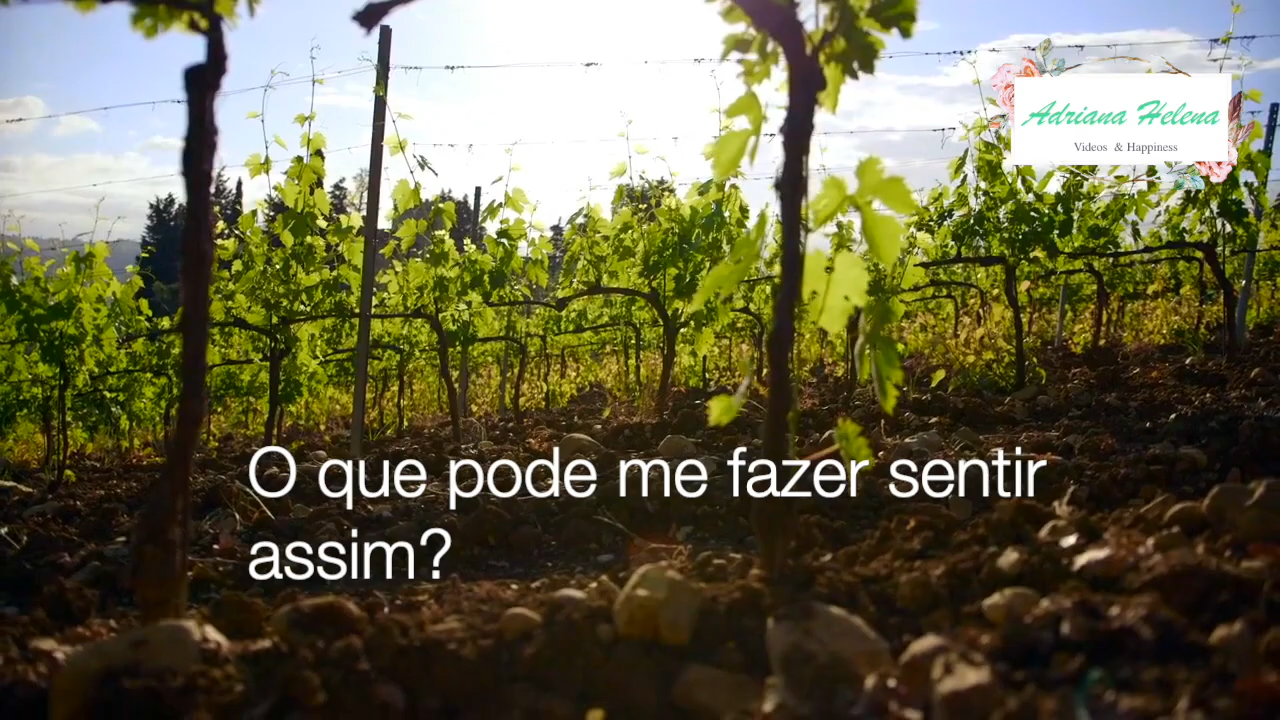 Adriana Helena
Videos & Happiness
O que pode me fazer sentir
assim?